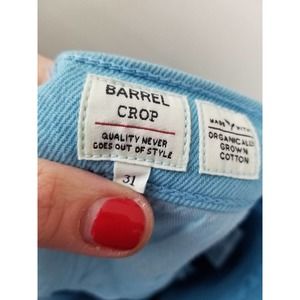 BARREL
CROP
QUALITY NEVER
GOES OUT OF STYLE
MADE WITH
ORGANICALLY
GROWN
COTTON
31